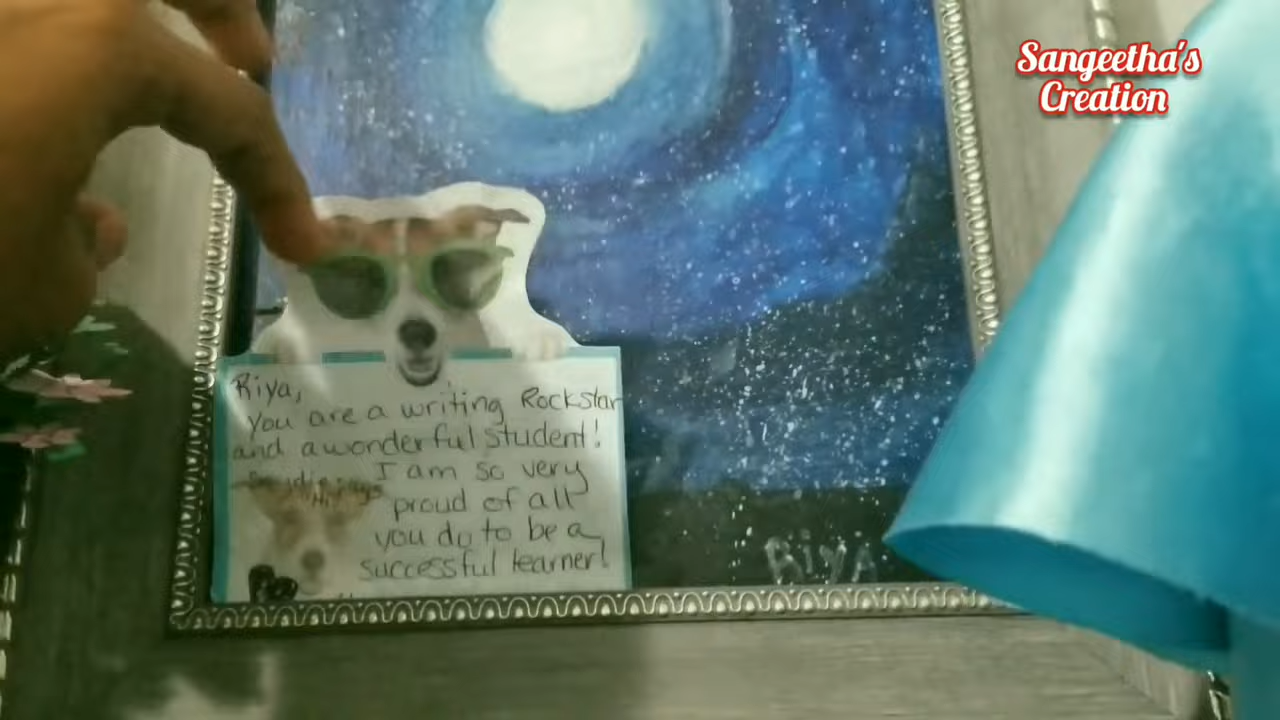 Sangeetha's
Creation
Riya,
you are a writing Rockstar
and a wonderful student!
I am so very
proud of all
you do to be a
successful learner!
Riya